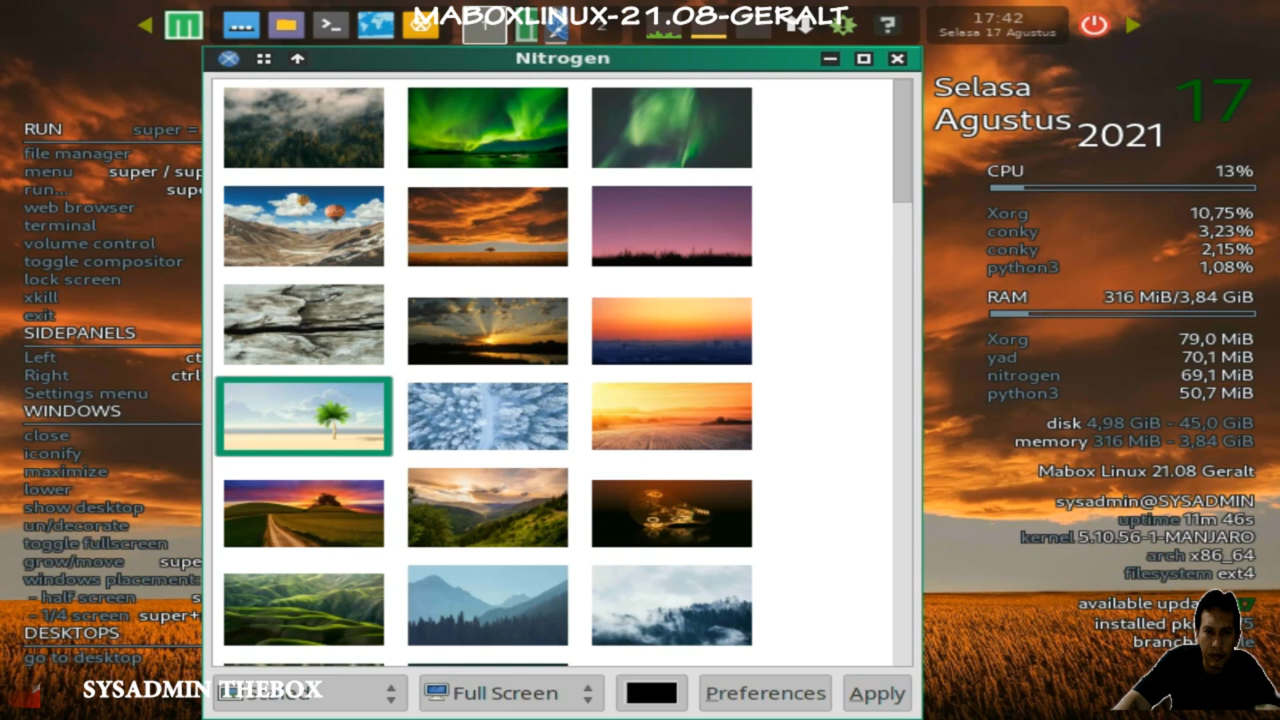 MABOXLINUX-21.08-GERALT
17:42
Selasa 17 Agustus
Nitrogen
RUN super =
file manager
menu super / sup
run... supe
web browser
terminal
volume control
toggle compositor
lock screen
xkill
exit
SIDEPANELS
Left ct
Right ctrl
Settings menu
WINDOWS
close
iconify
maximize
lower
show desktop
un/decorate
toggle fullscreen
grow/move supe
windows placement:
- half screen s
- 1/4 screen super+
DESKTOPS
go to desktop
SYSADMIN THEBOX
Full Screen
Preferences
Apply
Selasa 17
Agustus 2021
CPU 13%
Xorg 10,75%
conky 3,23%
conky 2,15%
python3 1,08%
RAM 316 MiB/3,84 GiB
Xorg 79,0 MiB
yad 70,1 MiB
nitrogen 69,1 MiB
python3 50,7 MiB
disk 4,98 GiB - 45,0 GiB
memory 316 MiB - 3,84 GiB
Mabox Linux 21.08 Geralt
sysadmin@SYSADMIN
uptime 11m 46s
kernel 5.10.56-1-MANJARO
arch x86_64
filesystem ext4
available upda
installed pk
branch